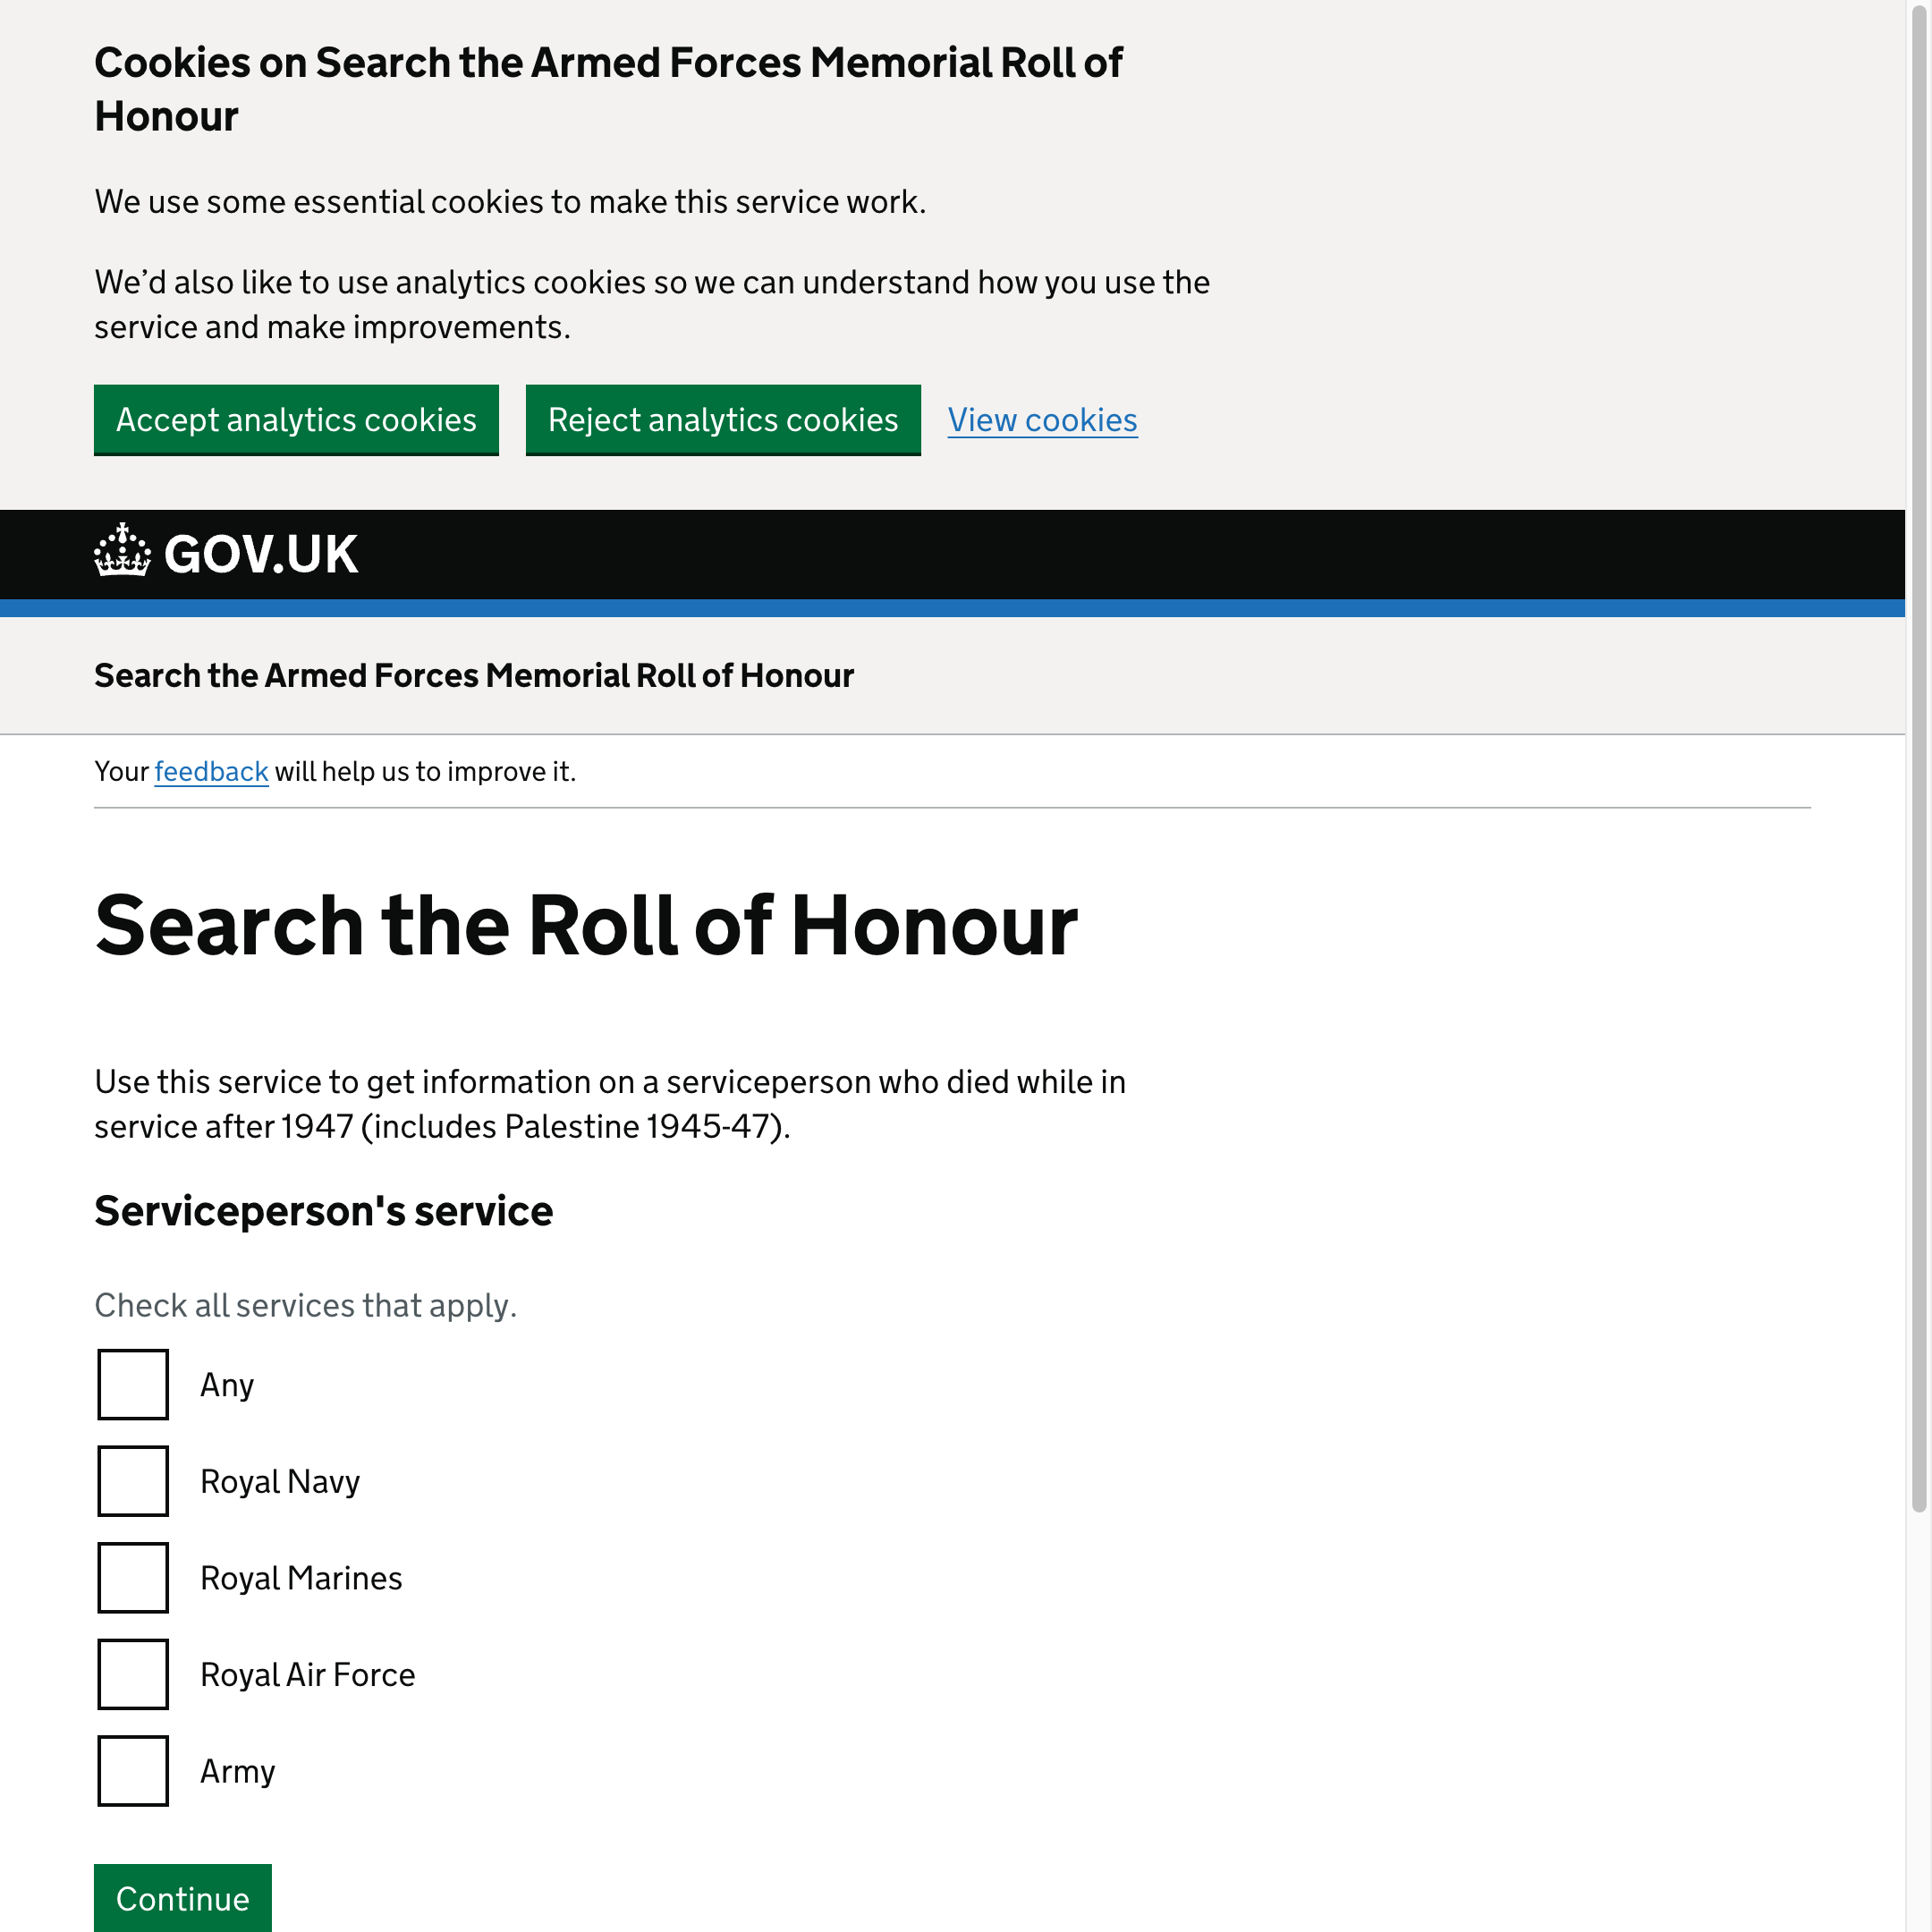 Cookies on Search the Armed Forces Memorial Roll of
Honour
We use some essential cookies to make this service work.
We’d also like to use analytics cookies so we can understand how you use the
service and make improvements.
Accept analytics cookies
Reject analytics cookies
View cookies
GOV.UK
Search the Armed Forces Memorial Roll of Honour
Your feedback will help us to improve it.
Search the Roll of Honour
Use this service to get information on a serviceperson who died while in
service after 1947 (includes Palestine 1945-47).
Serviceperson's service
Check all services that apply.
Any
Royal Navy
Royal Marines
Royal Air Force
Army
Continue